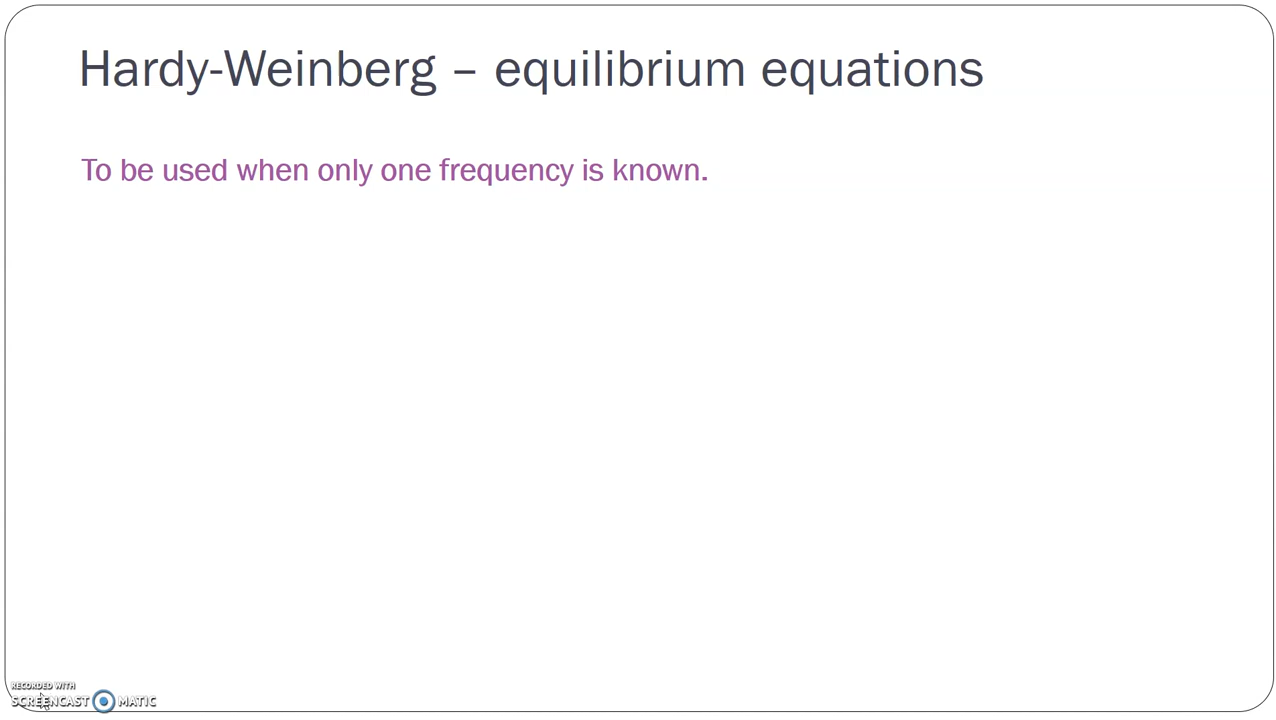 Hardy-Weinberg – equilibrium equations
To be used when only one frequency is known.
RECORDED WITH
SCREENCAST MATIC